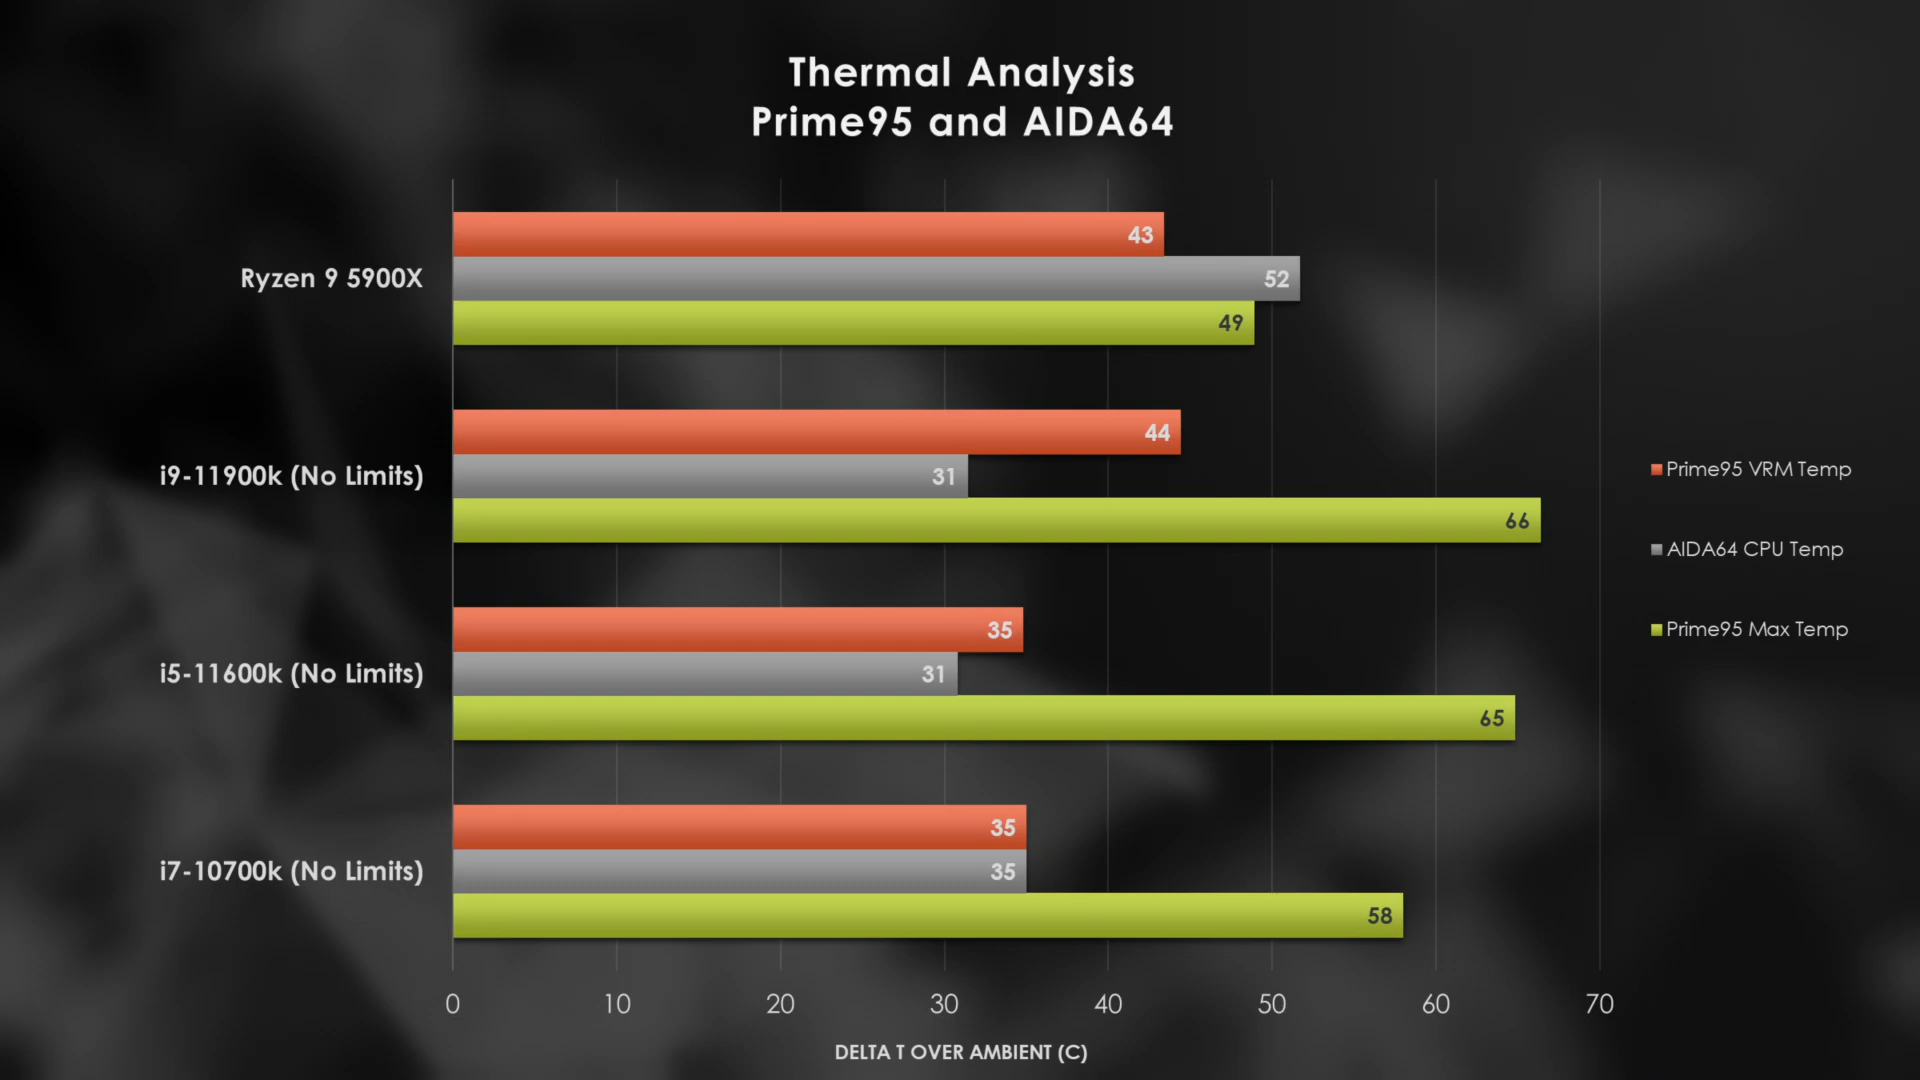 Thermal Analysis
Prime95 and AIDA64
Ryzen 9 5900X
43
52
49
i9-11900k (No Limits)
44
31
66
i5-11600k (No Limits)
35
31
65
i7-10700k (No Limits)
35
35
58
Prime95 VRM Temp
AIDA64 CPU Temp
Prime95 Max Temp
0 10 20 30 40 50 60 70
DELTA T OVER AMBIENT (C)